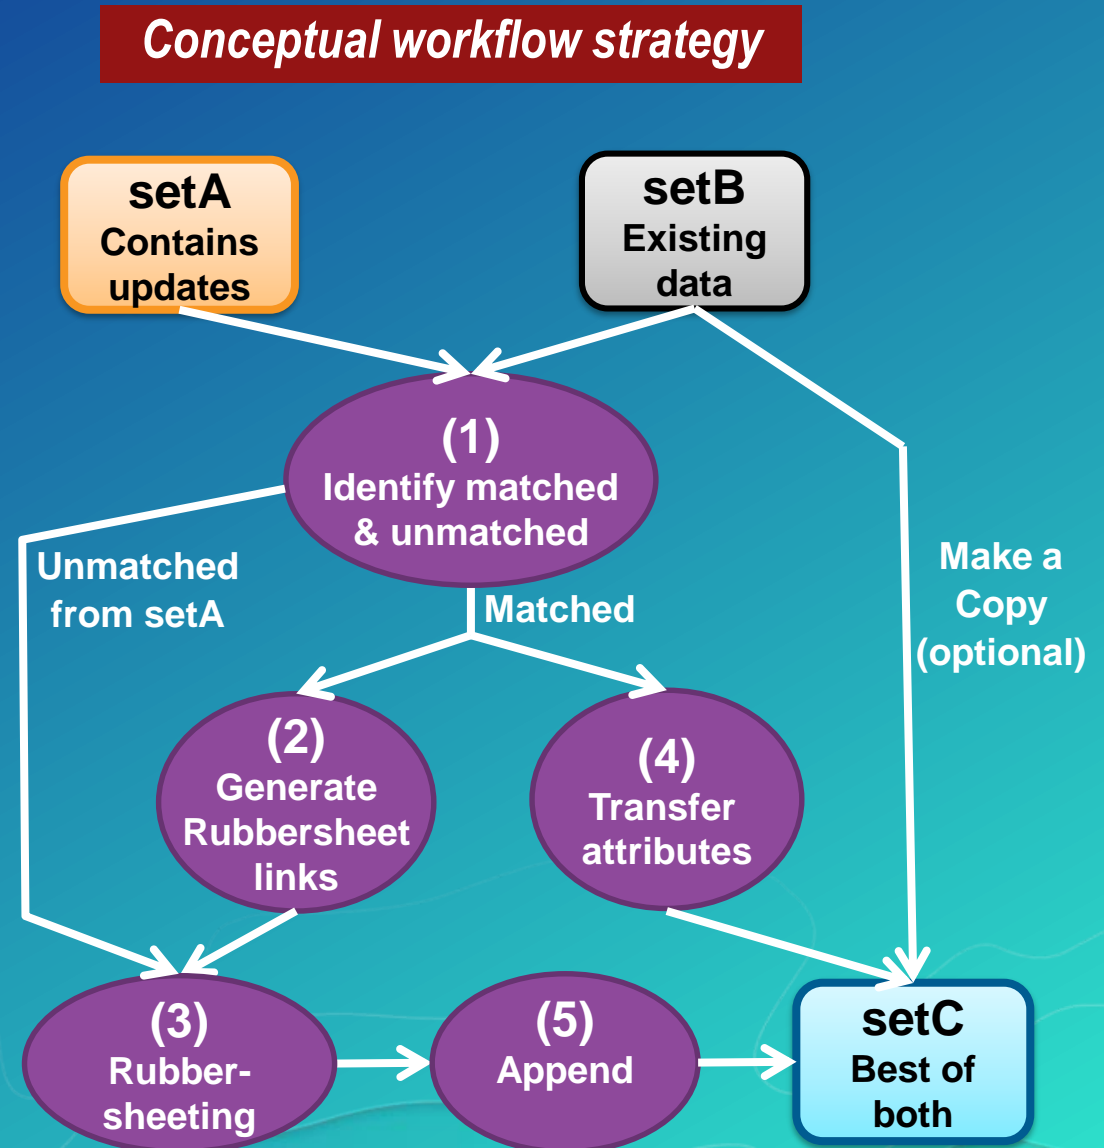 Conceptual workflow strategy
setA
Contains
updates
setB
Existing
data
(1)
Identify matched
& unmatched
Unmatched
from setA
Matched
Make a
Copy
(optional)
(2)
Generate
Rubbersheet
links
(4)
Transfer
attributes
(3)
Rubber-
sheeting
(5)
Append
setC
Best of
both